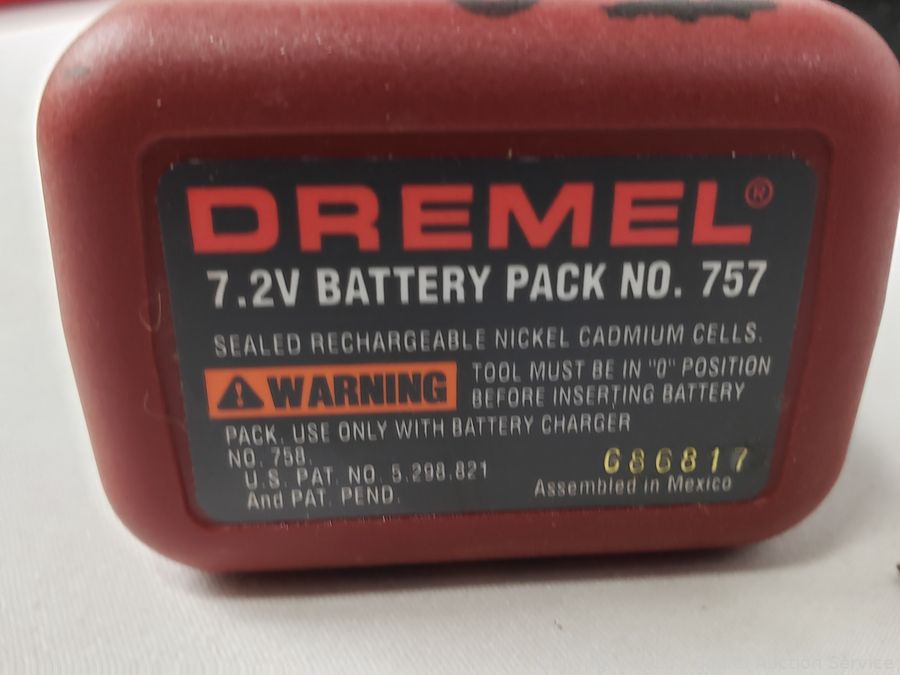 DREMEL®
7.2V BATTERY PACK NO. 757
SEALED RECHARGEABLE NICKEL CADMIUM CELLS.
⚠WARNING TOOL MUST BE IN "0" POSITION
BEFORE INSERTING BATTERY
PACK. USE ONLY WITH BATTERY CHARGER
NO. 758.
U.S. PAT. NO. 5.298.821
And PAT. PEND.
G86817
Assembled in Mexico
Auction Service